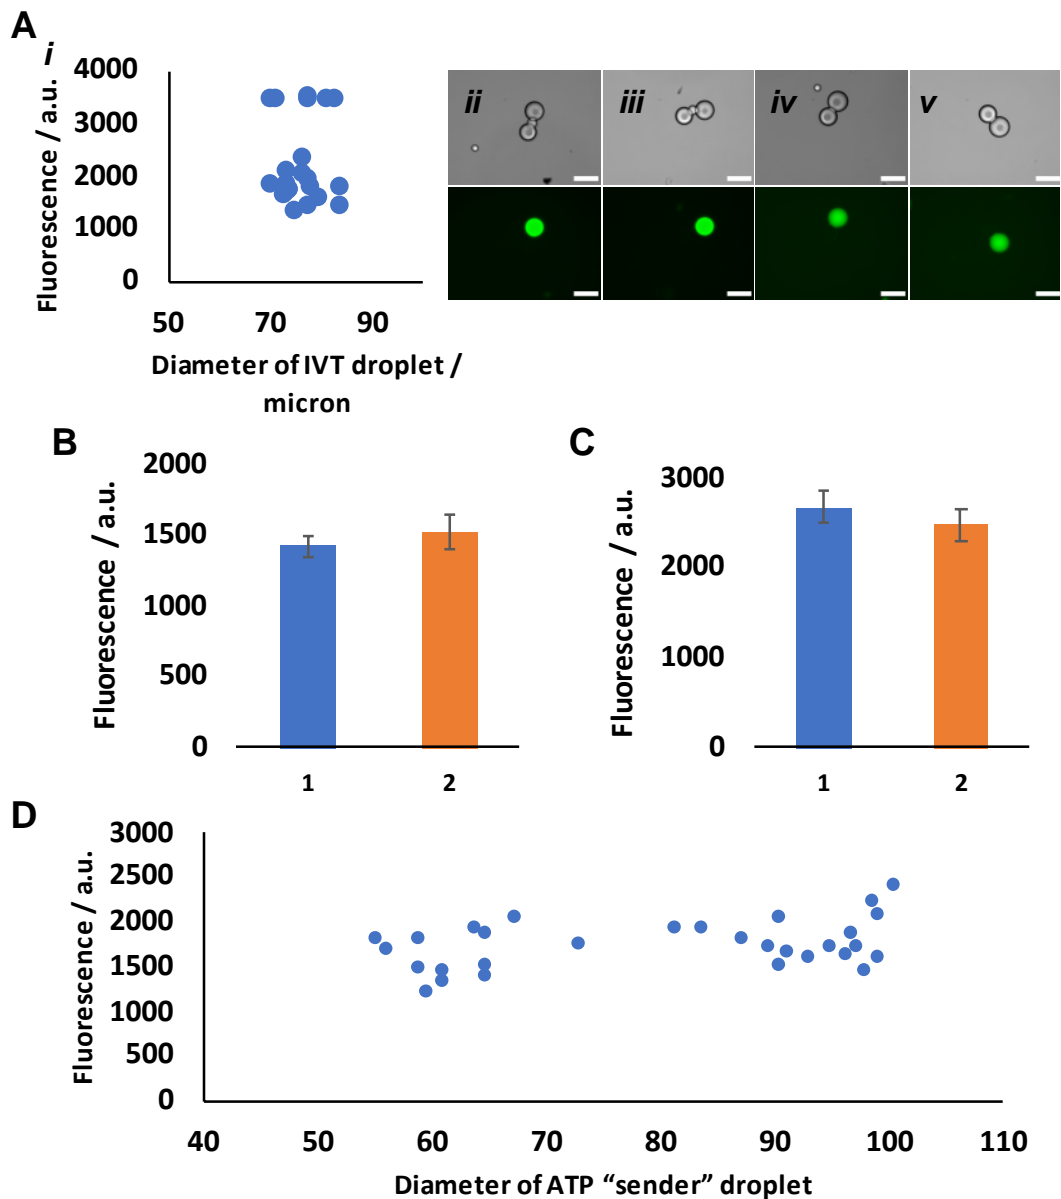 A
i
Fluorescence / a.u.
4000
3000
2000
1000
0
50 70 90
Diameter of IVT droplet /
micron
ii iii iv v
B
Fluorescence / a.u.
2000
1500
1000
500
0
1 2
C
Fluorescence / a.u.
3000
2000
1000
0
1 2
D
Fluorescence / a.u.
3000
2500
2000
1500
1000
500
0
40 50 60 70 80 90 100 110
Diameter of ATP “sender” droplet